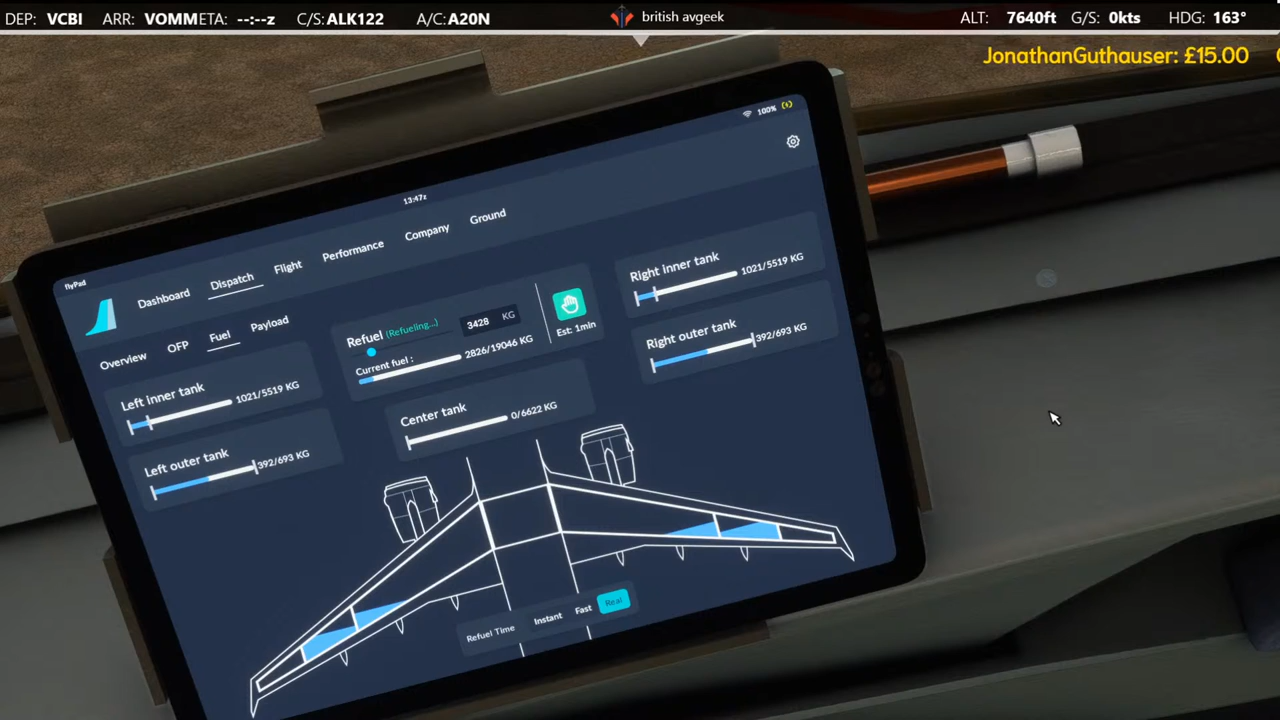 DEP: VCBI ARR: VOMMETA: --:--z C/S: ALK122 A/C: A20N british avgeek ALT: 7640ft G/S: 0kts HDG: 163°
JonathanGuthauser: £15.00
flyPad 13:47z 100%
Dashboard Dispatch Flight Performance Company Ground
Overview OFP Fuel Payload
Left inner tank
1021/5519 KG
Left outer tank
392/693 KG
Refuel (Refueling...) 3428 KG
Current fuel : 2826/19046 KG
Est: 1min
Center tank
0/6622 KG
Right inner tank
1021/5519 KG
Right outer tank
392/693 KG
Refuel Time Instant Fast Real